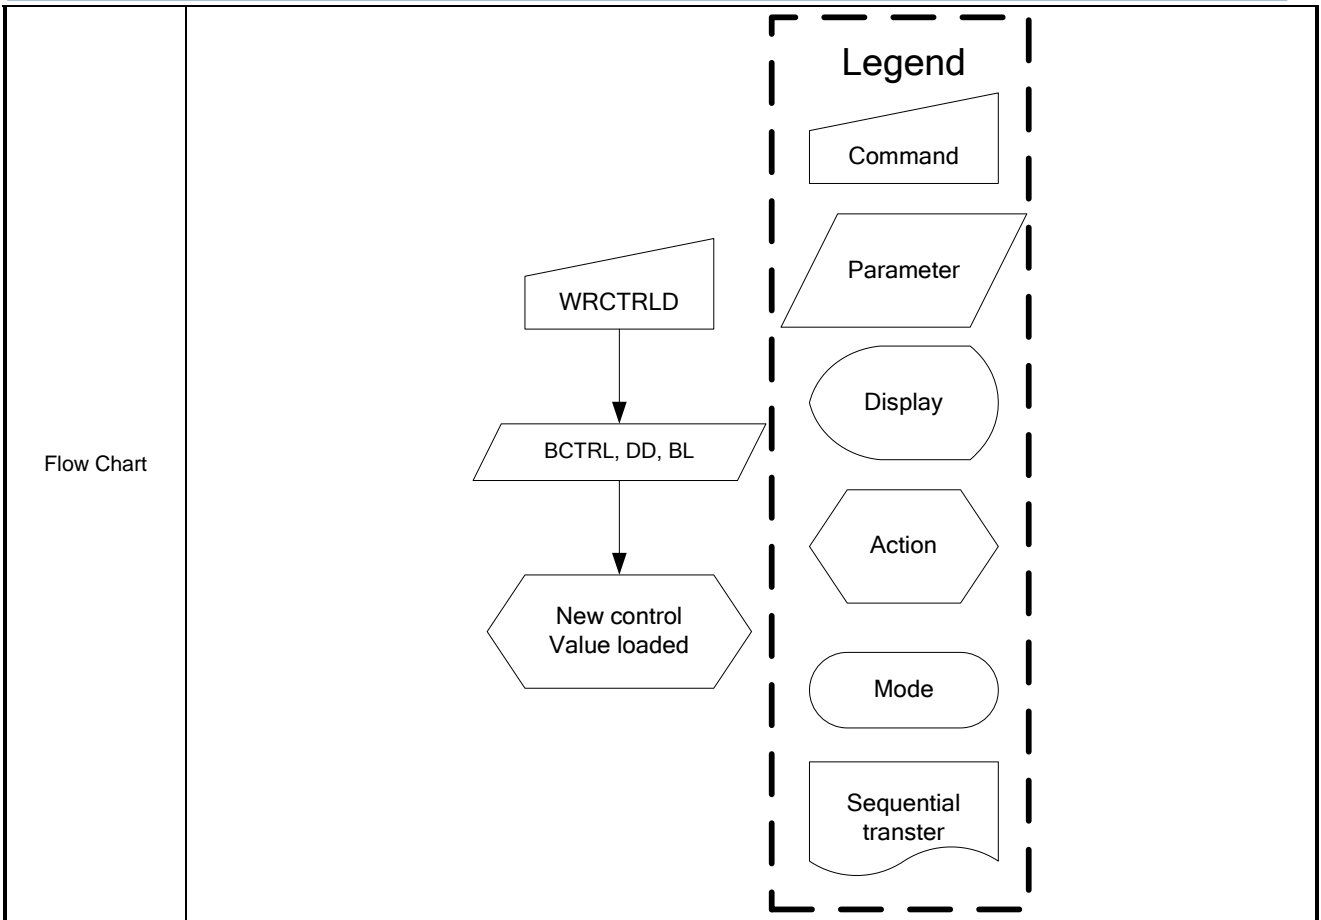 Flow Chart
WRCTRLD
BCTRL, DD, BL
New control
Value loaded
Legend
Command
Parameter
Display
Action
Mode
Sequential
transter